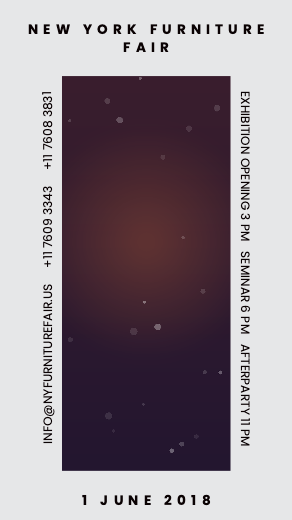 NEW YORK FURNITURE
FAIR
INFO@NYFURNITUREFAIR.US +11 7609 3343 +11 7608 3831
EXHIBITION OPENING 3 PM SEMINAR 6 PM AFTERPARTY 11 PM
1 JUNE 2018